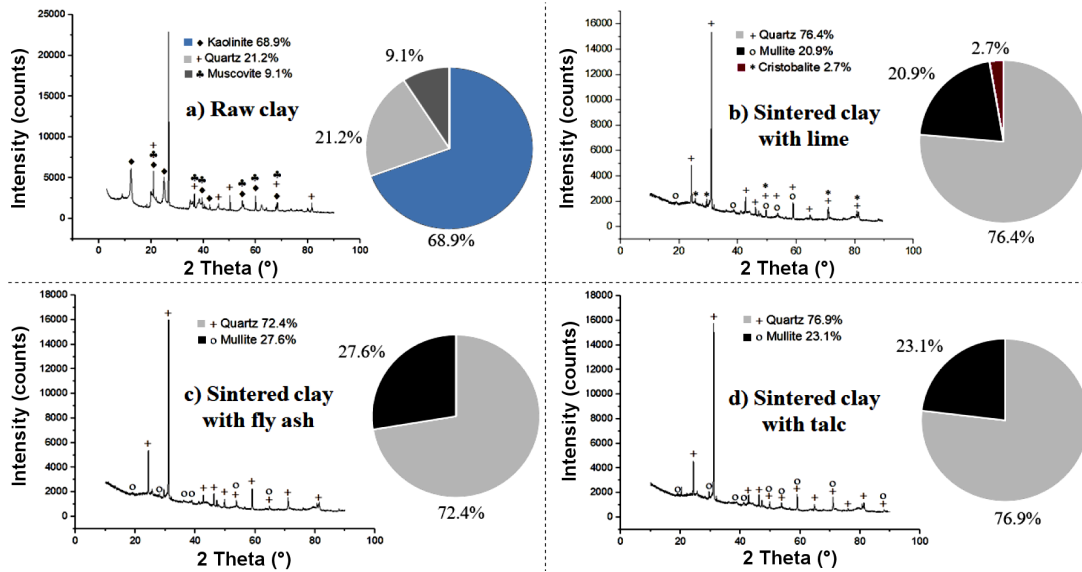 Intensity (counts)
25000
20000
15000
10000
5000
0
0
20
40
60
80
100
2 Theta (°)
♦ Kaolinite 68.9%
+ Quartz 21.2%
♣ Muscovite 9.1%
a) Raw clay
9.1%
21.2%
68.9%
Intensity (counts)
16000
14000
12000
10000
8000
6000
4000
2000
0
0
20
40
60
80
100
2 Theta (°)
+ Quartz 76.4%
o Mullite 20.9%
* Cristobalite 2.7%
b) Sintered clay
with lime
2.7%
20.9%
76.4%
Intensity (counts)
18000
16000
14000
12000
10000
8000
6000
4000
2000
0
0
20
40
60
80
100
2 Theta (°)
+ Quartz 72.4%
o Mullite 27.6%
c) Sintered clay
with fly ash
27.6%
72.4%
Intensity (counts)
18000
16000
14000
12000
10000
8000
6000
4000
2000
0
0
20
40
60
80
100
2 Theta (°)
+ Quartz 76.9%
o Mullite 23.1%
d) Sintered clay
with talc
23.1%
76.9%